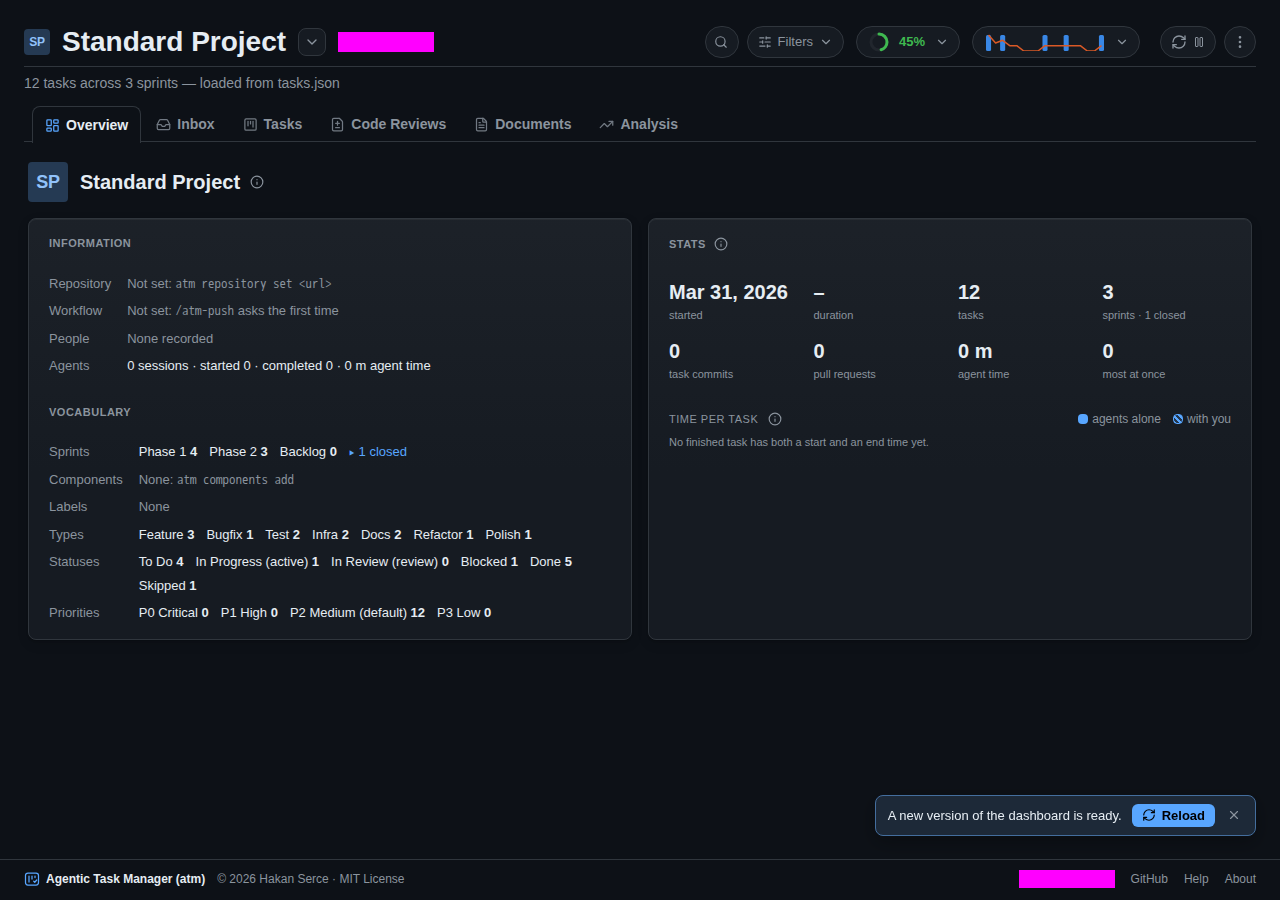 SP Standard Project
Filters
45%
12 tasks across 3 sprints — loaded from tasks.json
Overview Inbox Tasks Code Reviews Documents Analysis
SP Standard Project
INFORMATION
Repository Not set: atm repository set <url>
Workflow Not set: /atm-push asks the first time
People None recorded
Agents 0 sessions · started 0 · completed 0 · 0 m agent time
VOCABULARY
Sprints Phase 1 4 Phase 2 3 Backlog 0 ▸ 1 closed
Components None: atm components add
Labels None
Types Feature 3 Bugfix 1 Test 2 Infra 2 Docs 2 Refactor 1 Polish 1
Statuses To Do 4 In Progress (active) 1 In Review (review) 0 Blocked 1 Done 5
Skipped 1
Priorities P0 Critical 0 P1 High 0 P2 Medium (default) 12 P3 Low 0
STATS
Mar 31, 2026 – 12 3
started duration tasks sprints · 1 closed
0 0 0 m 0
task commits pull requests agent time most at once
TIME PER TASK agents alone with you
No finished task has both a start and an end time yet.
A new version of the dashboard is ready. Reload
Agentic Task Manager (atm) © 2026 Hakan Serce · MIT License GitHub Help About